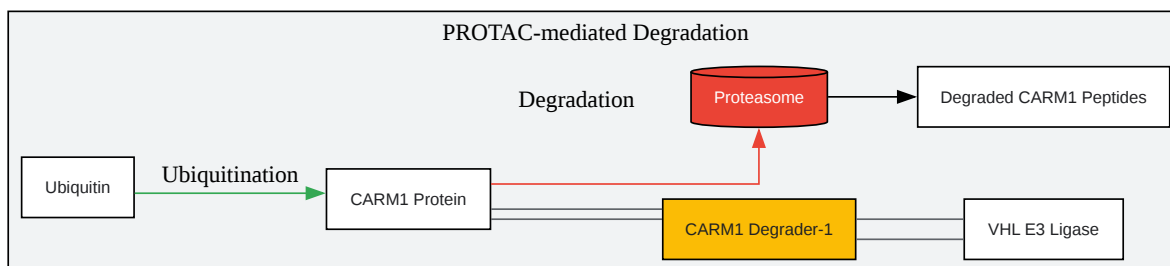 PROTAC-mediated Degradation
Degradation
Proteasome
Degraded CARM1 Peptides
Ubiquitin
Ubiquitination
CARM1 Protein
CARM1 Degrader-1
VHL E3 Ligase